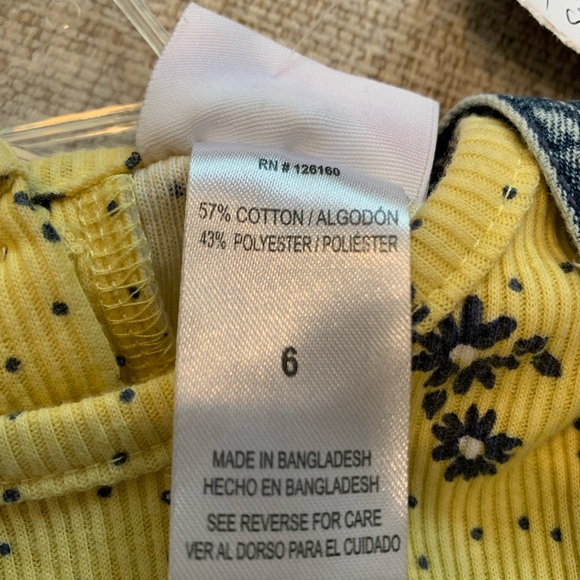 RN # 126160
57% COTTON / ALGODÓN
43% POLYESTER / POLIÉSTER
6
MADE IN BANGLADESH
HECHO EN BANGLADESH
SEE REVERSE FOR CARE
VER AL DORSO PARA EL CUIDADO